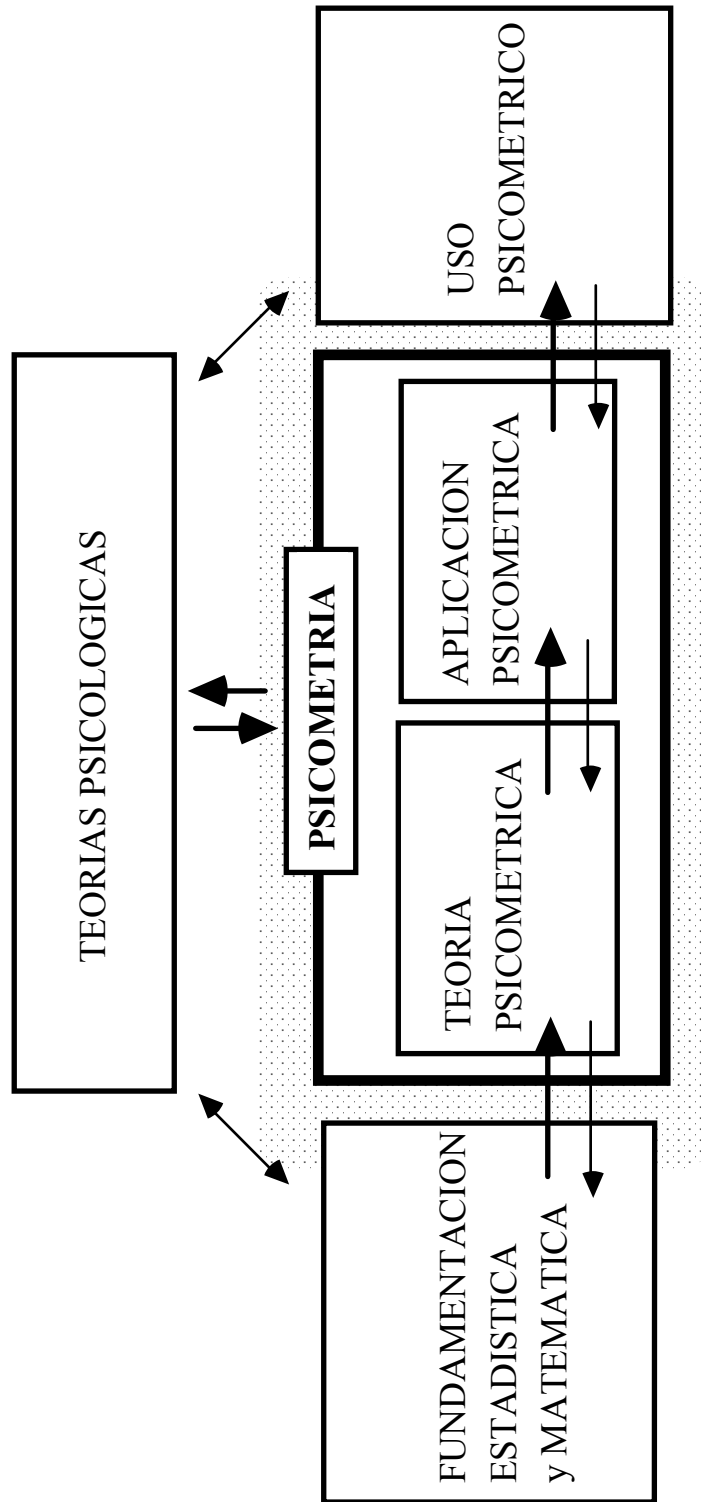 TEORIAS PSICOLOGICAS
PSICOMETRIA
FUNDAMENTACION
ESTADISTICA
y MATEMATICA
TEORIA
PSICOMETRICA
APLICACION
PSICOMETRICA
USO
PSICOMETRICO